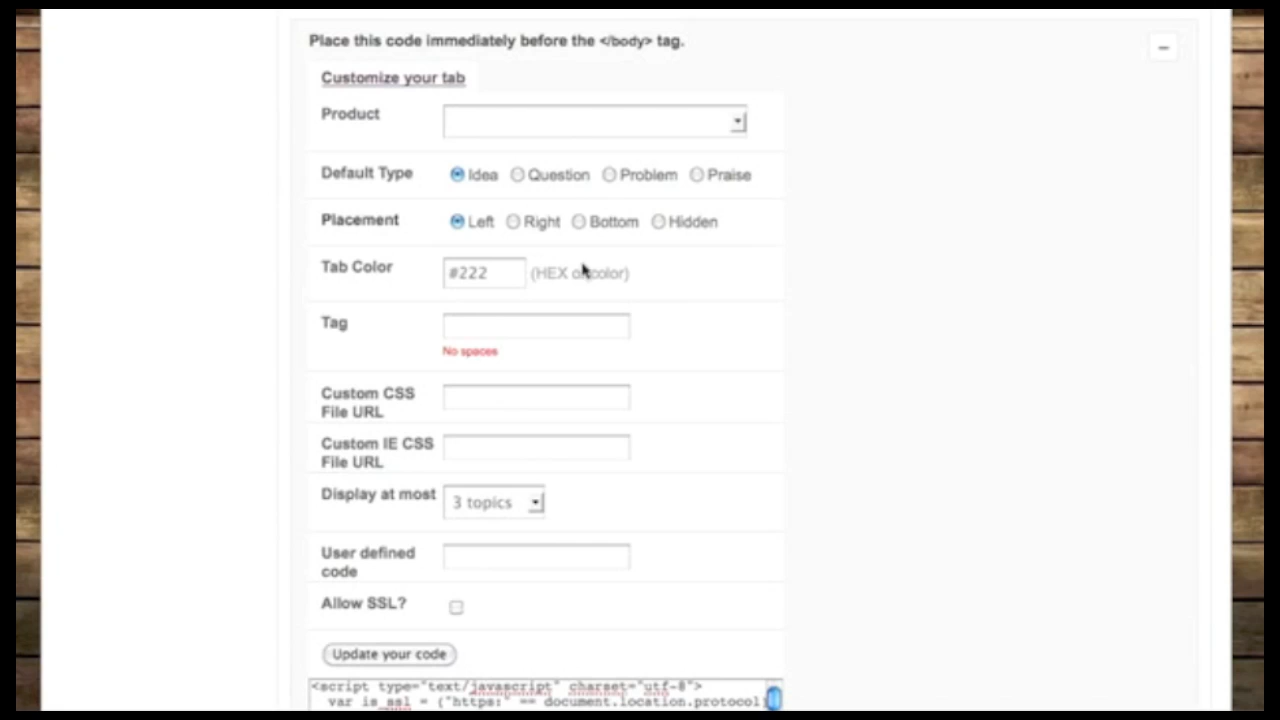 Place this code immediately before the </body> tag.
Customize your tab
Product
Default Type Idea Question Problem Praise
Placement Left Right Bottom Hidden
Tab Color #222 (HEX or color)
Tag
No spaces
Custom CSS
File URL
Custom IE CSS
File URL
Display at most 3 topics
User defined
code
Allow SSL?
Update your code
<script type="text/javascript" charset="utf-8">
var is_ssl = ("https:" == document.location.protocol)